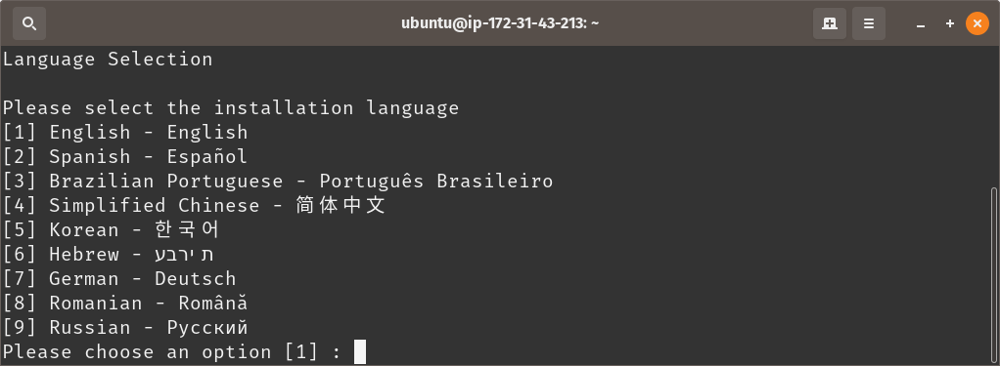 ubuntu@ip-172-31-43-213: ~
Language Selection
Please select the installation language
[1] English - English
[2] Spanish - Español
[3] Brazilian Portuguese - Português Brasileiro
[4] Simplified Chinese - 简体中文
[5] Korean - 한국어
[6] Hebrew - עברית
[7] German - Deutsch
[8] Romanian - Română
[9] Russian - Русский
Please choose an option [1] :